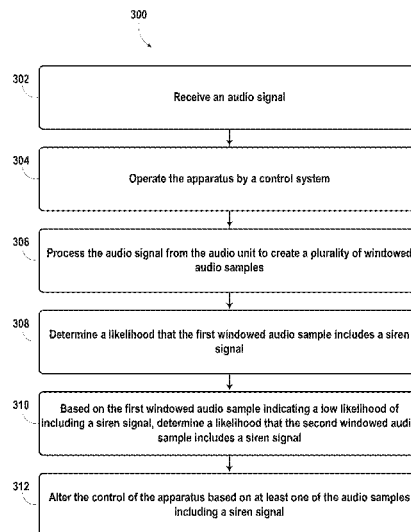 300
302
Receive an audio signal
304
Operate the apparatus by a control system
306
Process the audio signal from the audio unit to create a plurality of windowed
audio samples
308
Determine a likelihood that the first windowed audio sample includes a siren
signal
310
Based on the first windowed audio sample indicating a low likelihood of
including a siren signal, determine a likelihood that the second windowed audio
sample includes a siren signal
312
Alter the control of the apparatus based on at least one of the audio samples
including a siren signal